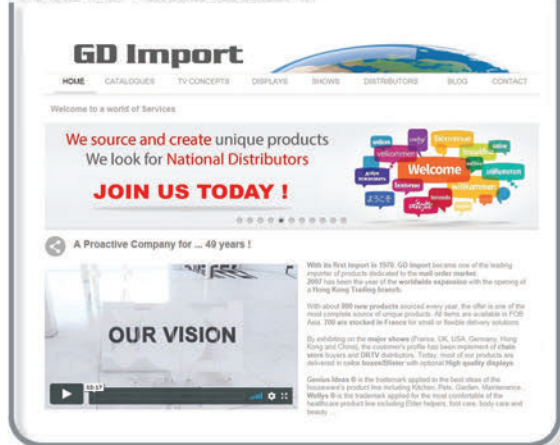 GD Import
HOME CATALOGUES TV CONCEPTS DISPLAYS SHOWS DISTRIBUTORS BLOG CONTACT
Welcome to a world of Services
We source and create unique products
We look for National Distributors
JOIN US TODAY !
Welcome
Bienvenue
willkommen
ようこそ
A Proactive Company for ... 49 years !
OUR VISION
With its first import in 1970, GD Import became one of the leading
importer of products dedicated to the mail order market.
2007 has been the year of the worldwide expansion with the opening of
a Hong Kong Trading branch.
With about 800 new products sourced every year, the offer is one of the
most complete source of unique products. All items are available in FOB
Asia. 700 are stocked in France for small or flexible delivery solutions.
By exhibiting on the major shows (France, UK, USA, Germany, Hong
Kong and China), the customer's profile has been implement of chain
store buyers and DRTV distributors. Today, most of our products are
delivered in color boxes/Blister with optional High quality displays.
Genius Ideas © is the trademark applied to the best ideas of the
houseware's product line including Kitchen, Pets, Garden, Maintenance...
Wellys © is the trademark applied for the most comfortable of the
healthcare product line including Elder helpers, foot care, body care and
beauty ...